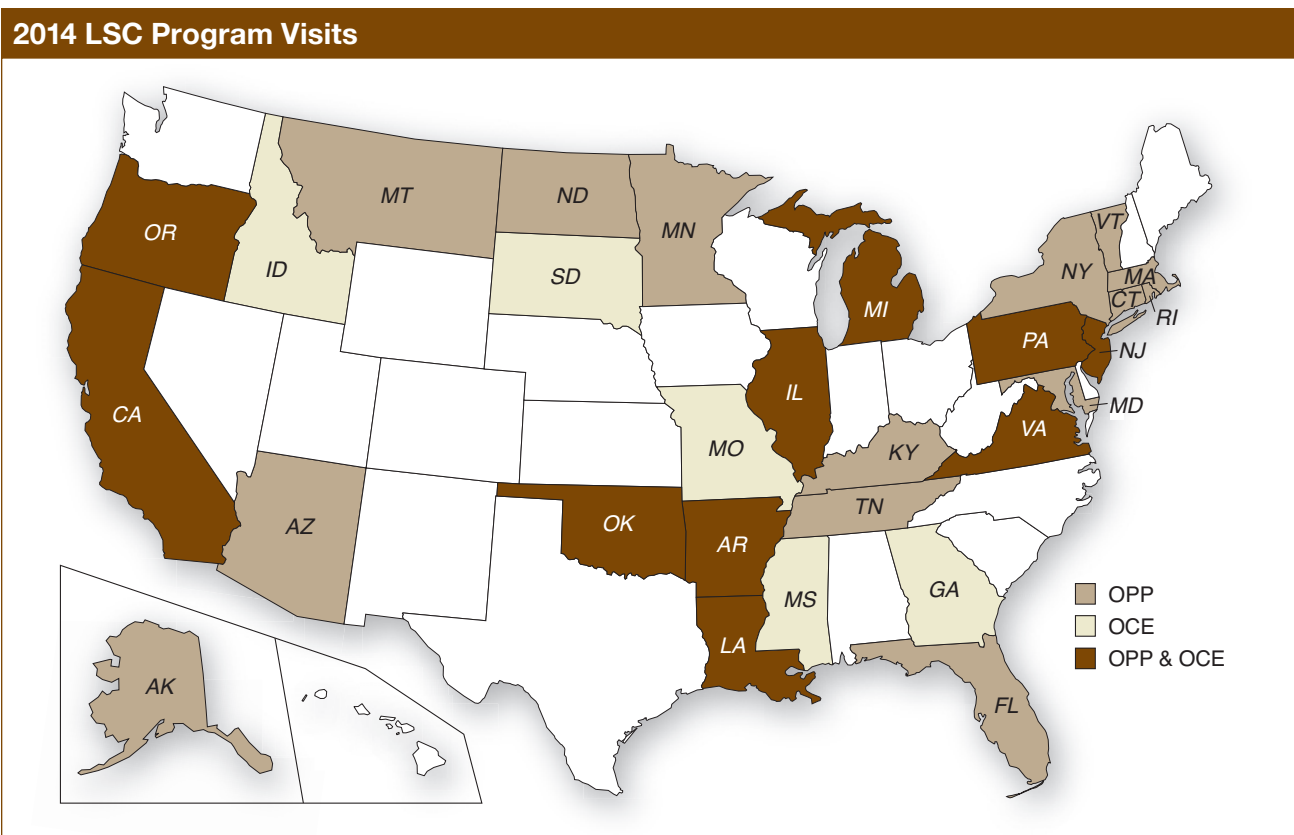 2014 LSC Program Visits
OR
MT
ND
MN
ID
SD
MI
VT
NY
MA
CT
RI
PA
NJ
CA
IL
MD
VA
MO
KY
AZ
OK
TN
AR
MS
GA
LA
AK
FL
OPP
OCE
OPP & OCE